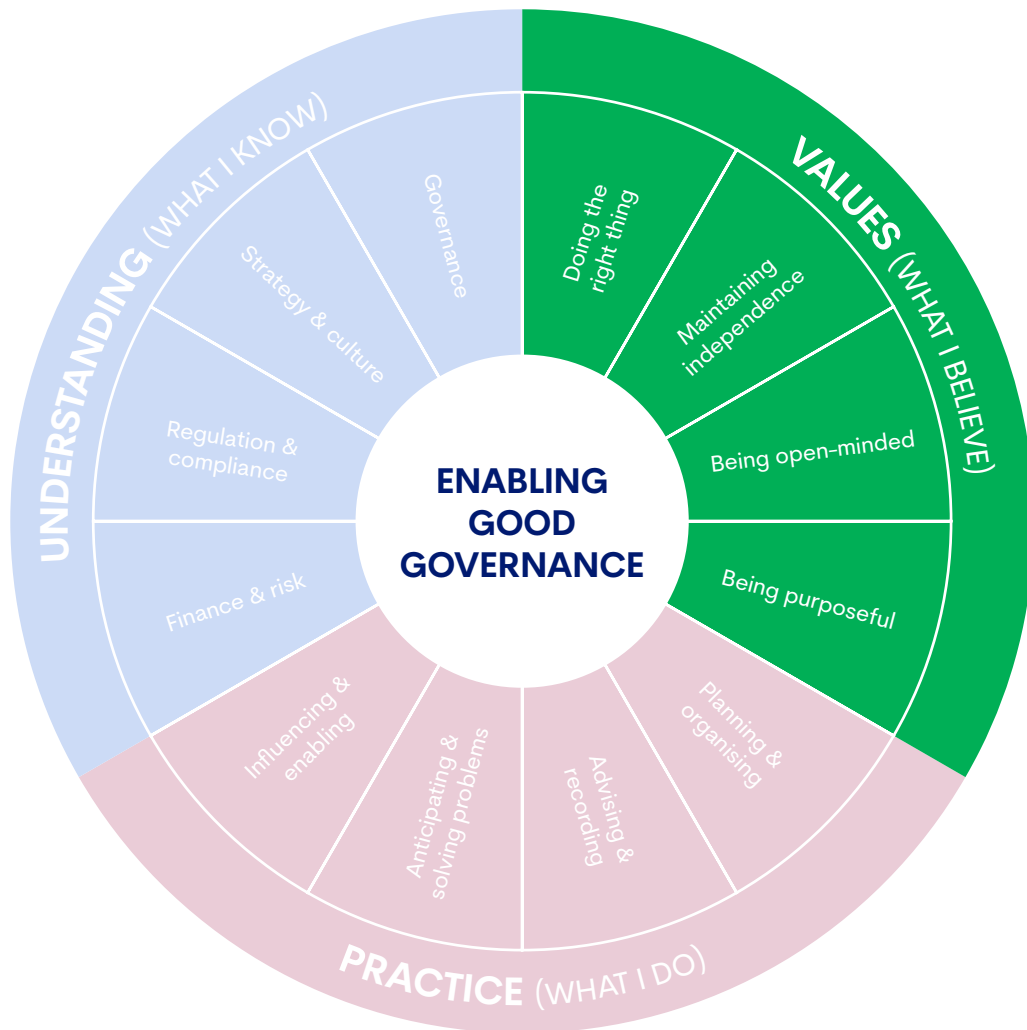 UNDERSTANDING (WHAT I KNOW)
Governance
Strategy & culture
Regulation &
compliance
Finance & risk
VALUES (WHAT I BELIEVE)
Doing the
right thing
Maintaining
independence
Being open-minded
Being purposeful
ENABLING
GOOD
GOVERNANCE
PRACTICE (WHAT I DO)
Planning &
organising
Advising &
recording
Anticipating &
solving problems
Influencing &
enabling